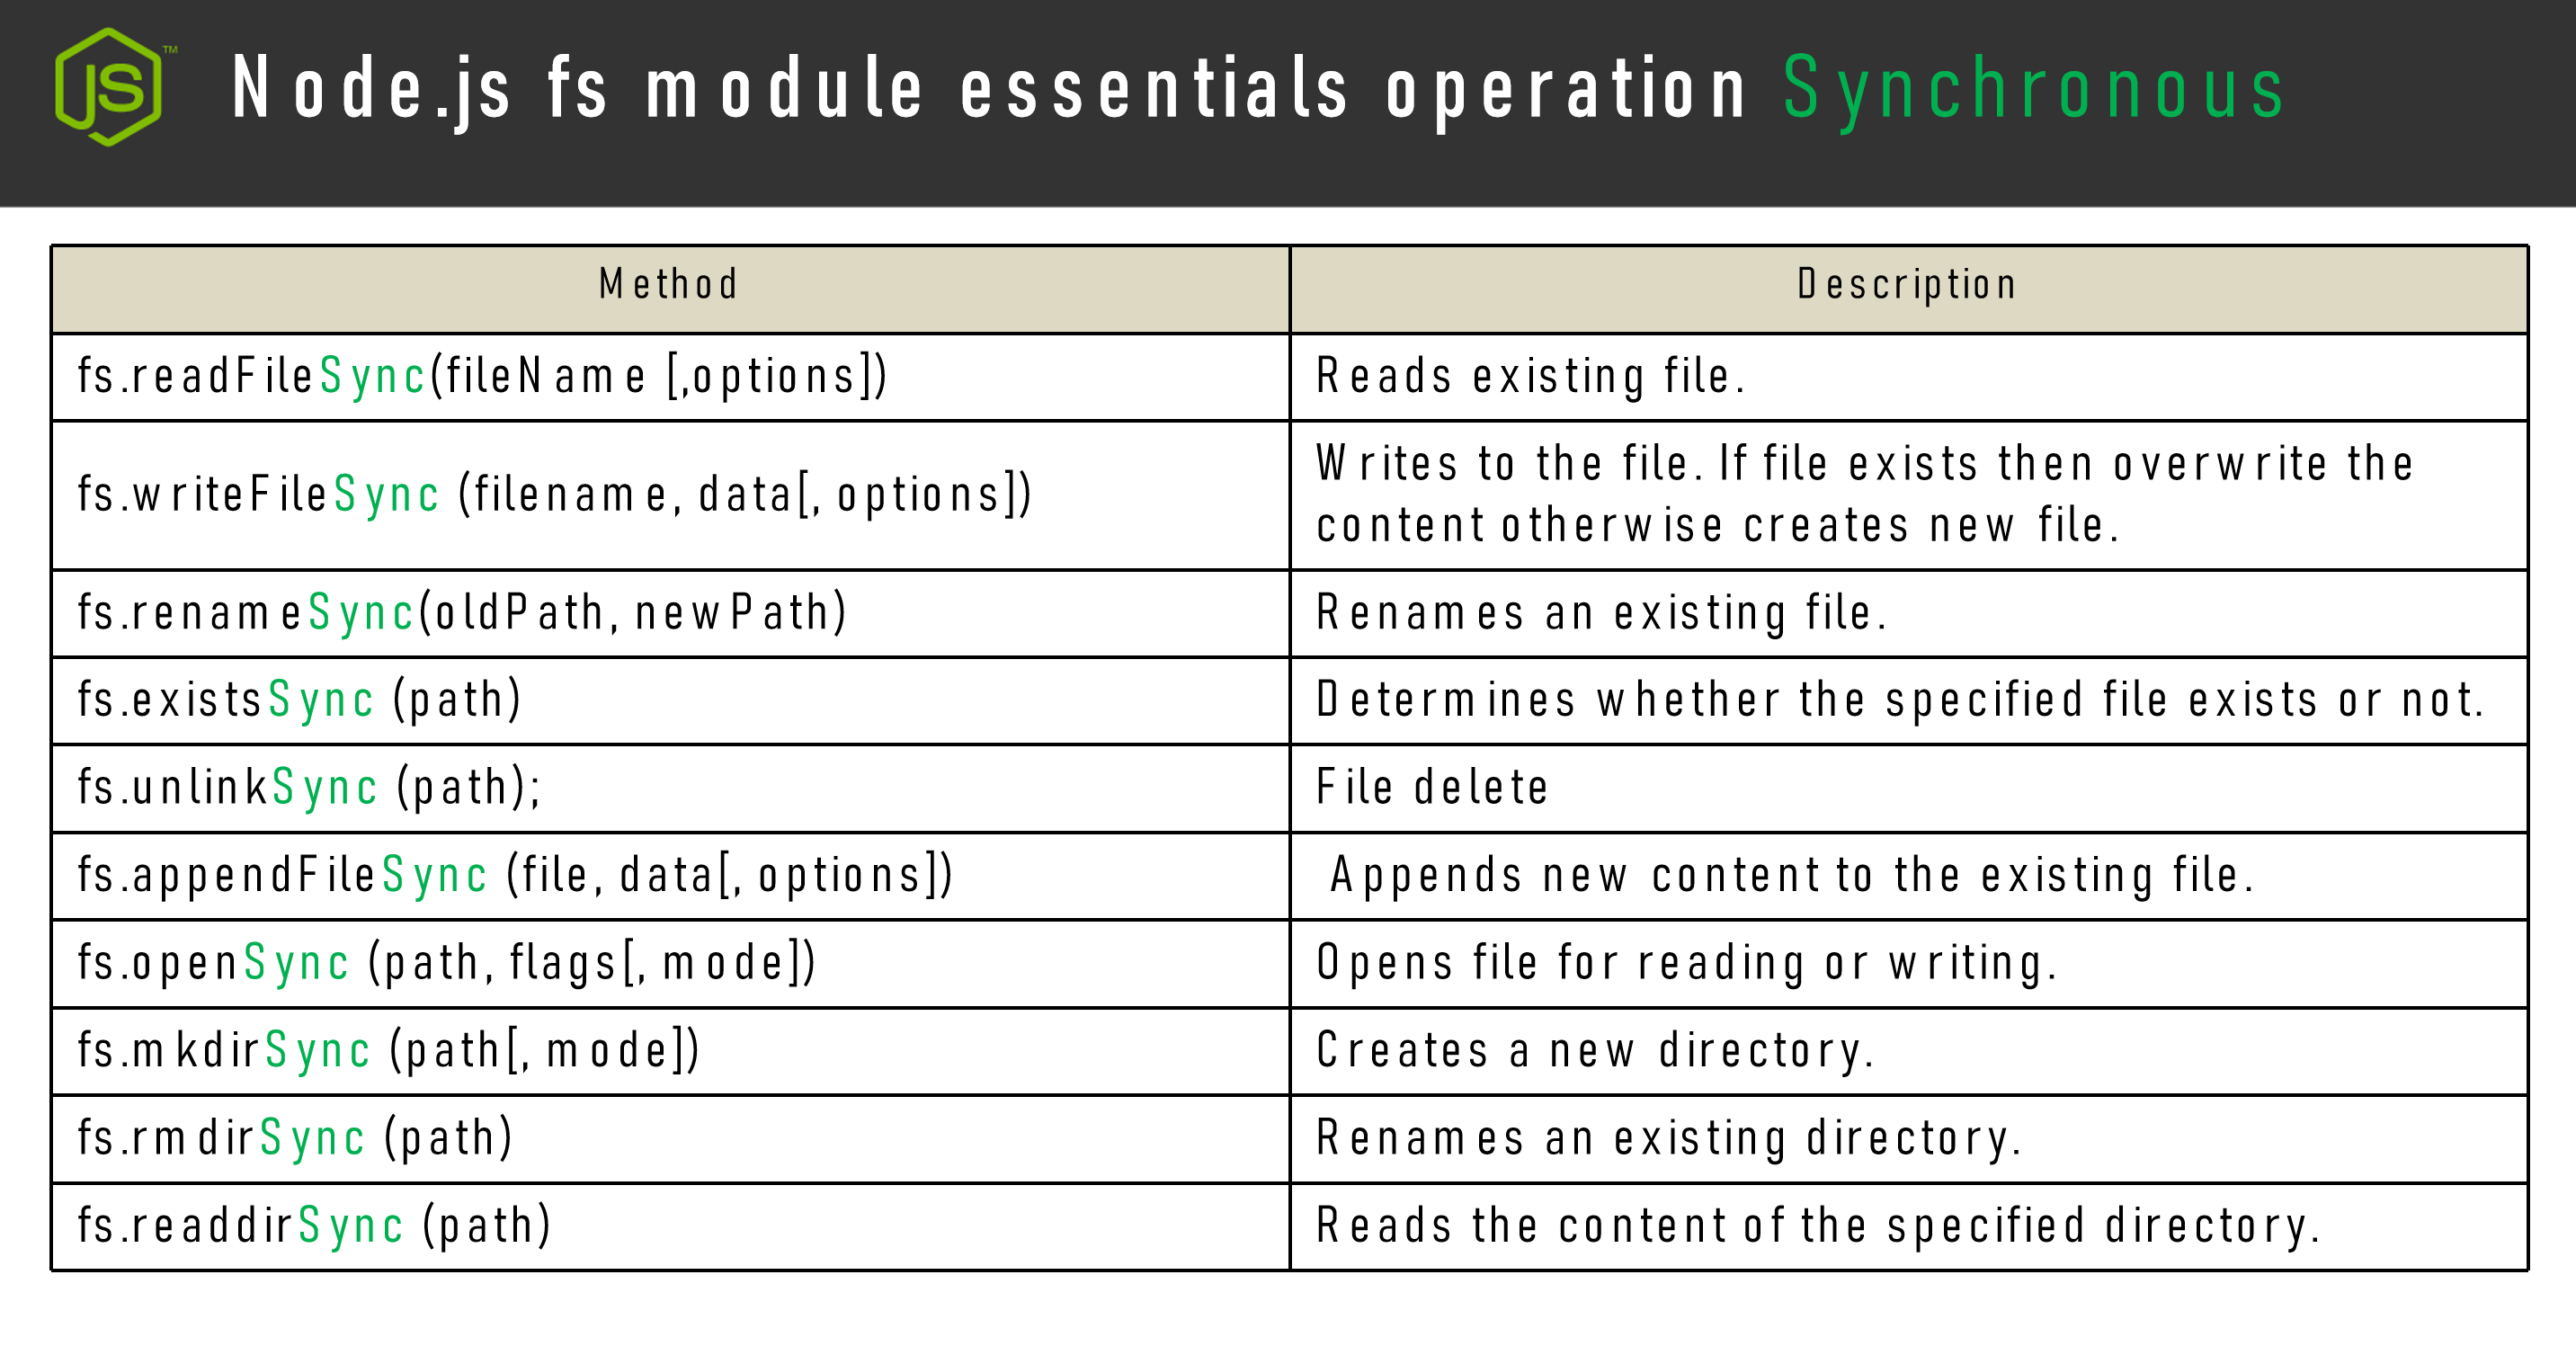 JS™
Node.js fs module essentials operation Synchronous
Method
Description
fs.readFileSync(fileName [,options])
Reads existing file.
fs.writeFileSync (filename, data[, options])
Writes to the file. If file exists then overwrite the
content otherwise creates new file.
fs.renameSync(oldPath, newPath)
Renames an existing file.
fs.existsSync (path)
Determines whether the specified file exists or not.
fs.unlinkSync (path);
File delete
fs.appendFileSync (file, data[, options])
Appends new content to the existing file.
fs.openSync (path, flags[, mode])
Opens file for reading or writing.
fs.mkdirSync (path[, mode])
Creates a new directory.
fs.rmdirSync (path)
Renames an existing directory.
fs.readdirSync (path)
Reads the content of the specified directory.